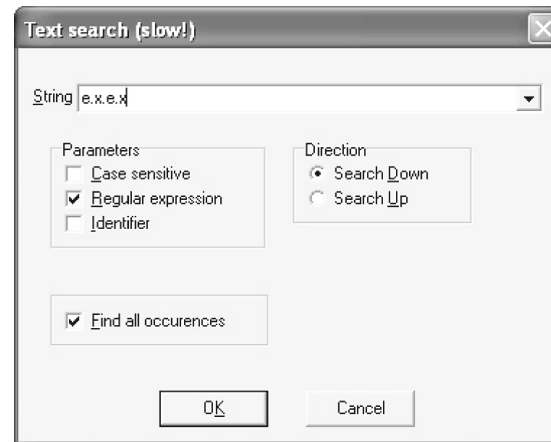 Text search (slow!)
String e.x.e.x
Parameters
Case sensitive
Regular expression
Identifier
Direction
Search Down
Search Up
Find all occurences
OK
Cancel